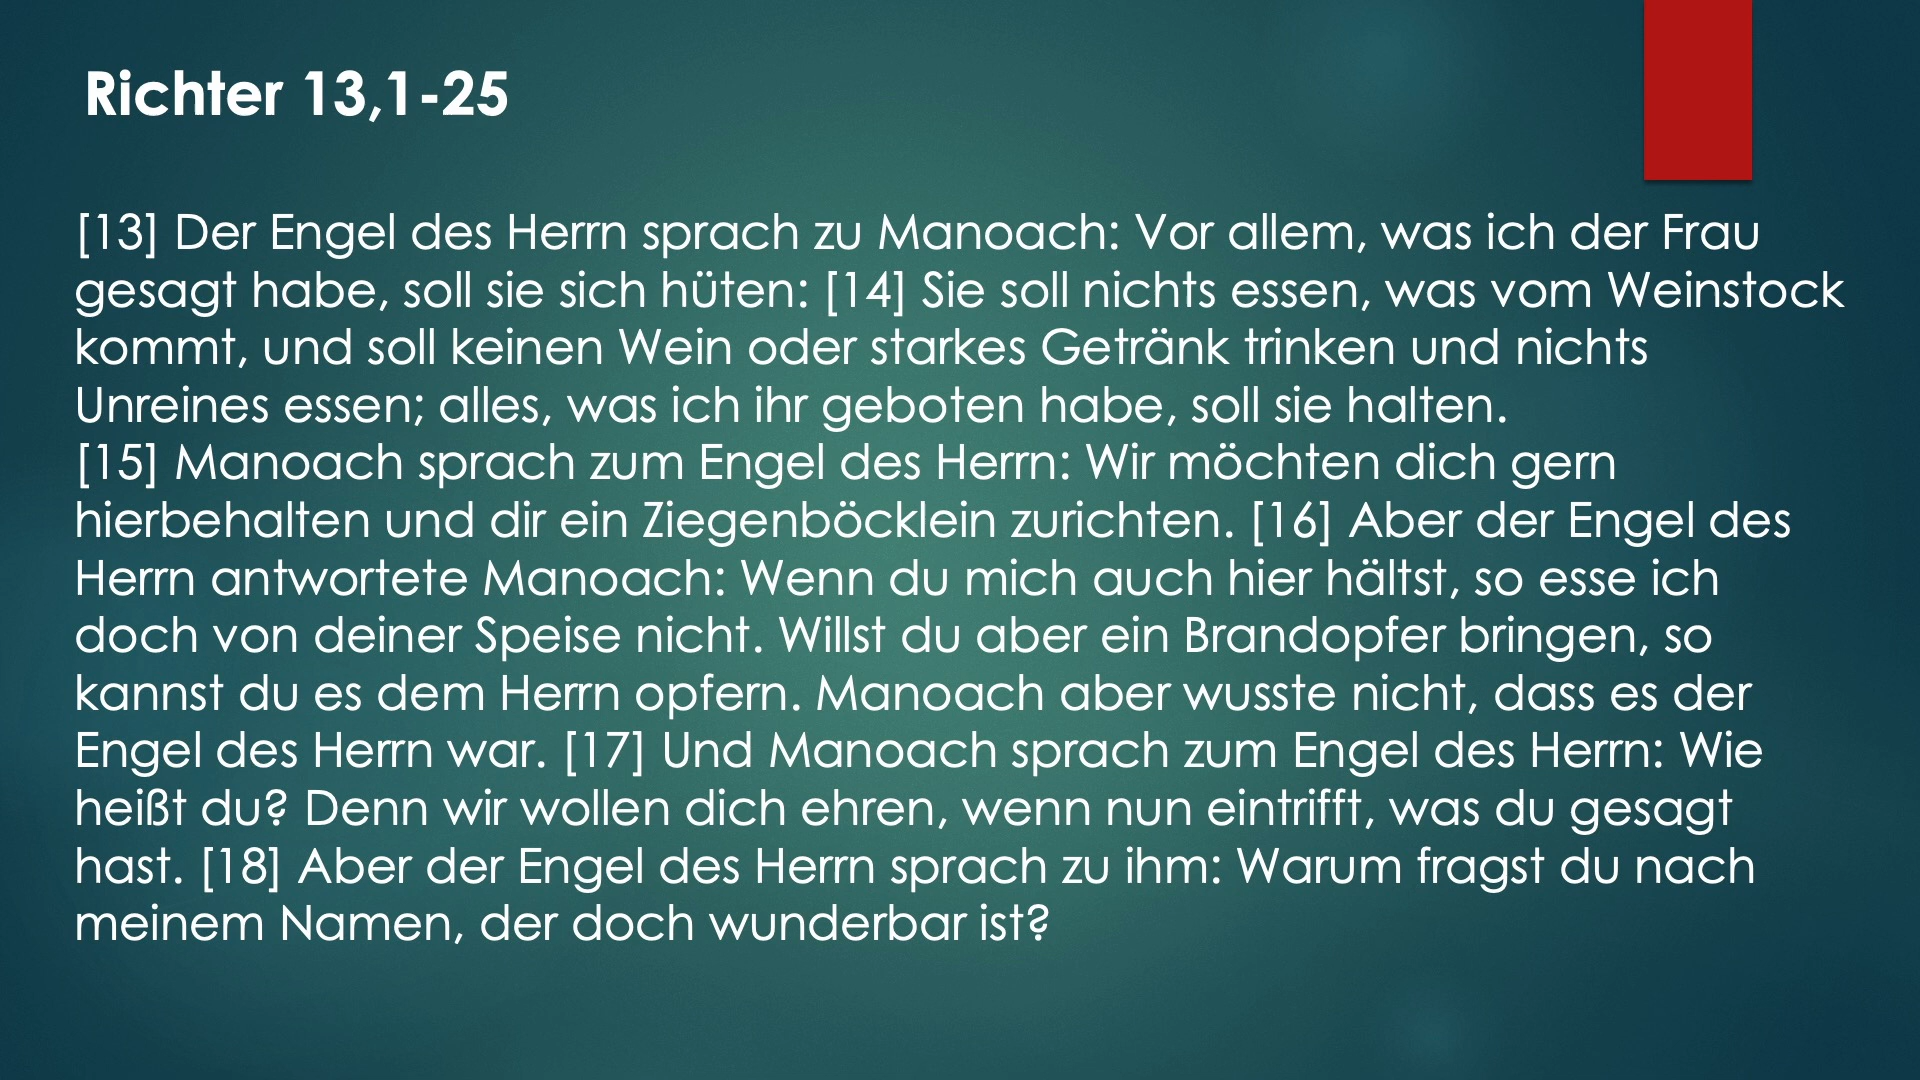 Richter 13,1-25
[13] Der Engel des Herrn sprach zu Manoach: Vor allem, was ich der Frau
gesagt habe, soll sie sich hüten: [14] Sie soll nichts essen, was vom Weinstock
kommt, und soll keinen Wein oder starkes Getränk trinken und nichts
Unreines essen; alles, was ich ihr geboten habe, soll sie halten.
[15] Manoach sprach zum Engel des Herrn: Wir möchten dich gern
hierbehalten und dir ein Ziegenböcklein zurichten. [16] Aber der Engel des
Herrn antwortete Manoach: Wenn du mich auch hier hältst, so esse ich
doch von deiner Speise nicht. Willst du aber ein Brandopfer bringen, so
kannst du es dem Herrn opfern. Manoach aber wusste nicht, dass es der
Engel des Herrn war. [17] Und Manoach sprach zum Engel des Herrn: Wie
heißt du? Denn wir wollen dich ehren, wenn nun eintrifft, was du gesagt
hast. [18] Aber der Engel des Herrn sprach zu ihm: Warum fragst du nach
meinem Namen, der doch wunderbar ist?